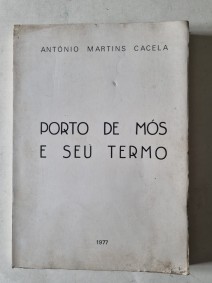 ANTÓNIO MARTINS CACELA
PORTO DE MÓS
E SEU TERMO
1977